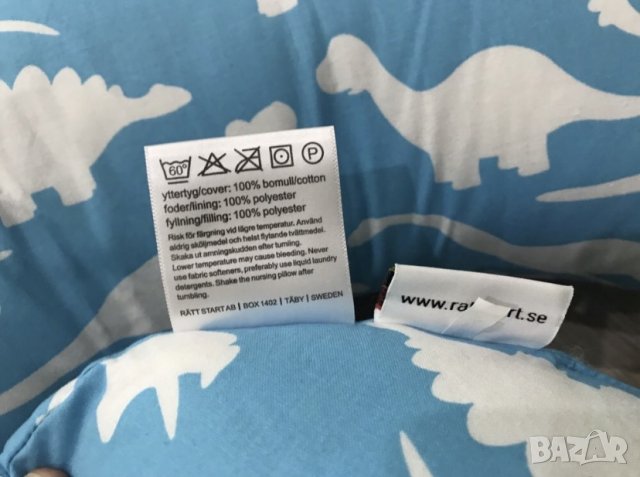 60°
P
yttertyg/cover: 100% bomull/cotton
foder/lining: 100% polyester
fyllning/filling: 100% polyester
Risk för färgning vid lägre temperatur. Använd
aldrig sköljmedel och helst flytande tvättmedel.
Skaka ut amningskudden after tumling.
Lower temperature may cause bleeding. Never
use fabric softeners, preferably use liquid laundry
detergents. Shake the nursing pillow after
tumbling.
RÄTT START AB | BOX 1402 | TÄBY | SWEDEN
www.rä rt.se
BAZAR